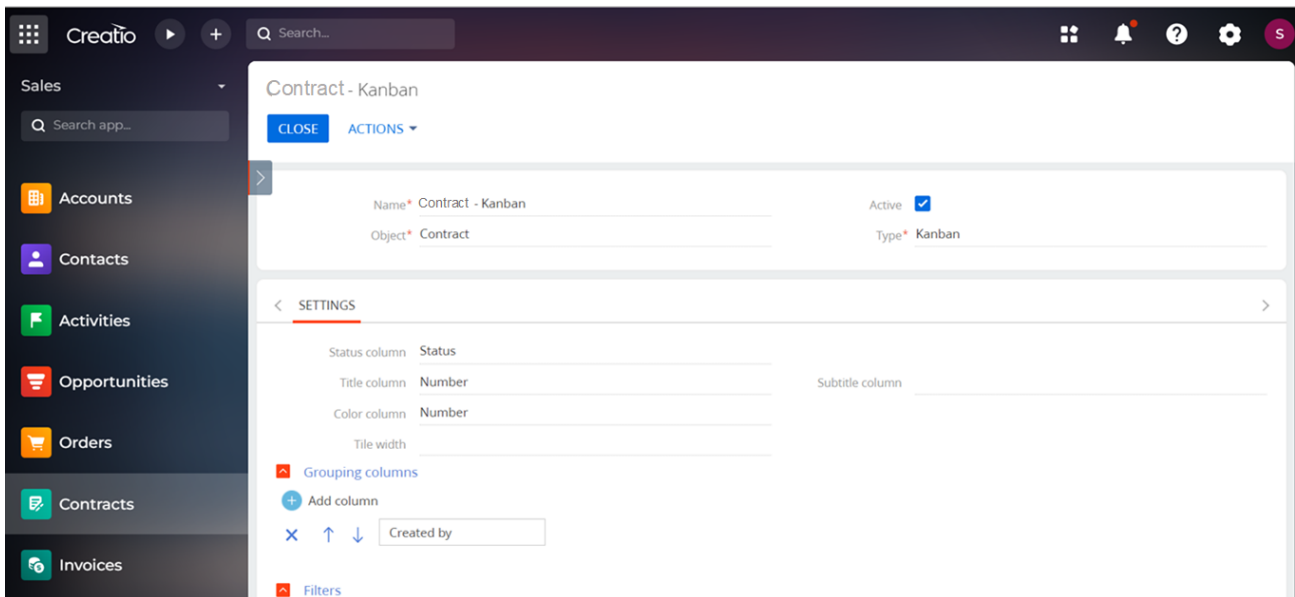 Creatio
Search...
S
Sales
Search app...
Accounts
Contacts
Activities
Opportunities
Orders
Contracts
Invoices
Contract - Kanban
CLOSE ACTIONS
Name* Contract - Kanban
Active
Object* Contract
Type* Kanban
SETTINGS
Status column Status
Title column Number
Subtitle column
Color column Number
Tile width
Grouping columns
Add column
Created by
Filters